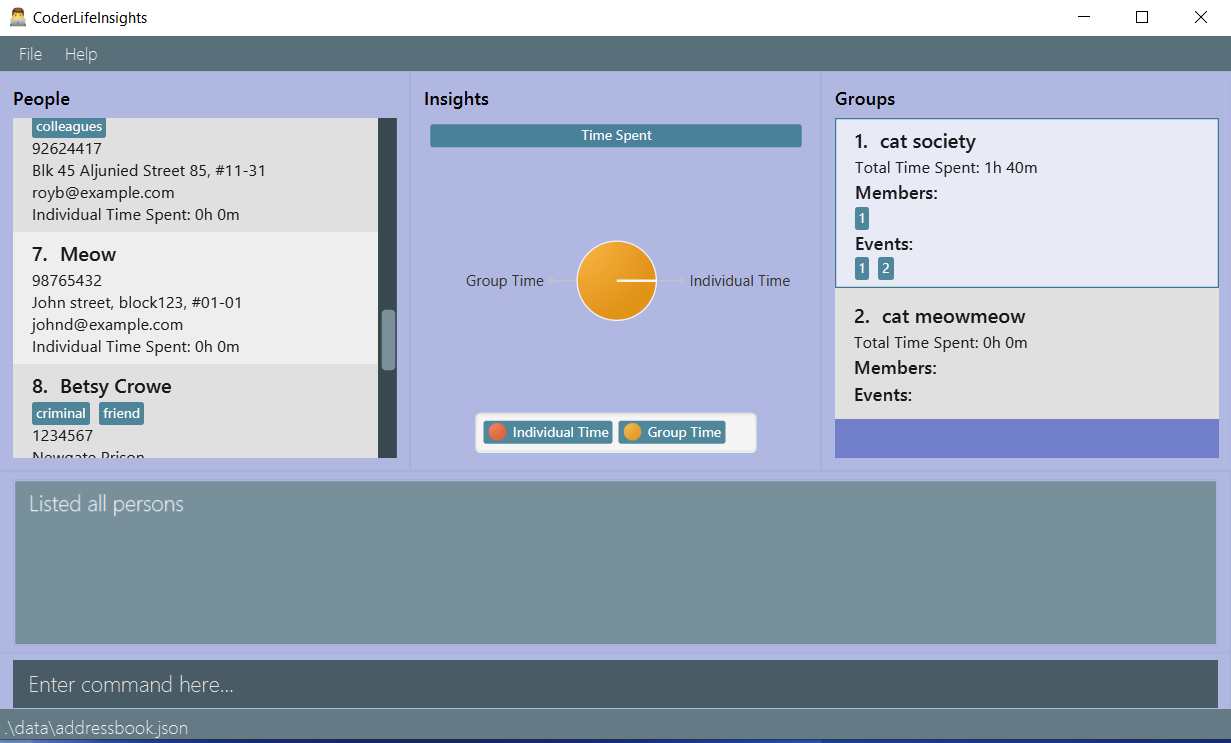 CoderLifeInsights
File Help
People
colleagues
92624417
Blk 45 Aljunied Street 85, #11-31
royb@example.com
Individual Time Spent: 0h 0m
7. Meow
98765432
John street, block123, #01-01
johnd@example.com
Individual Time Spent: 0h 0m
8. Betsy Crowe
criminal friend
1234567
Newgate Prison
Insights
Time Spent
Group Time Individual Time
Individual Time Group Time
Groups
1. cat society
Total Time Spent: 1h 40m
Members:
1
Events:
1 2
2. cat meowmeow
Total Time Spent: 0h 0m
Members:
Events:
Listed all persons
Enter command here...
.\data\addressbook.json